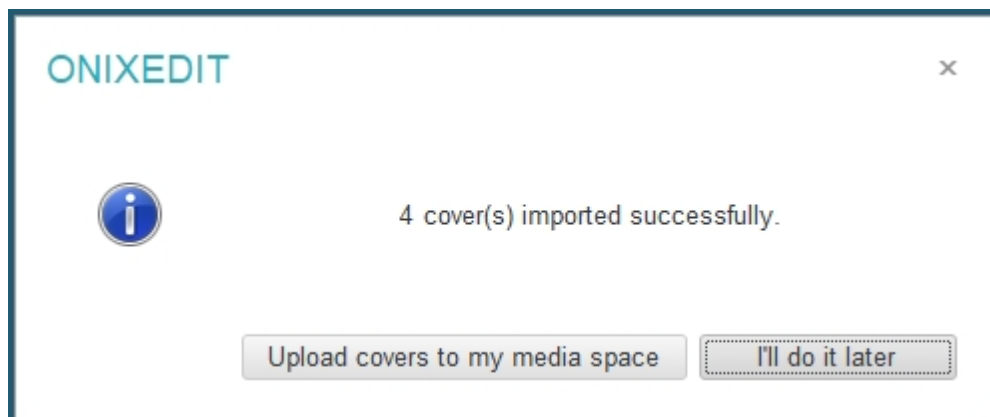 ONIXEDIT
4 cover(s) imported successfully.
Upload covers to my media space
I'll do it later